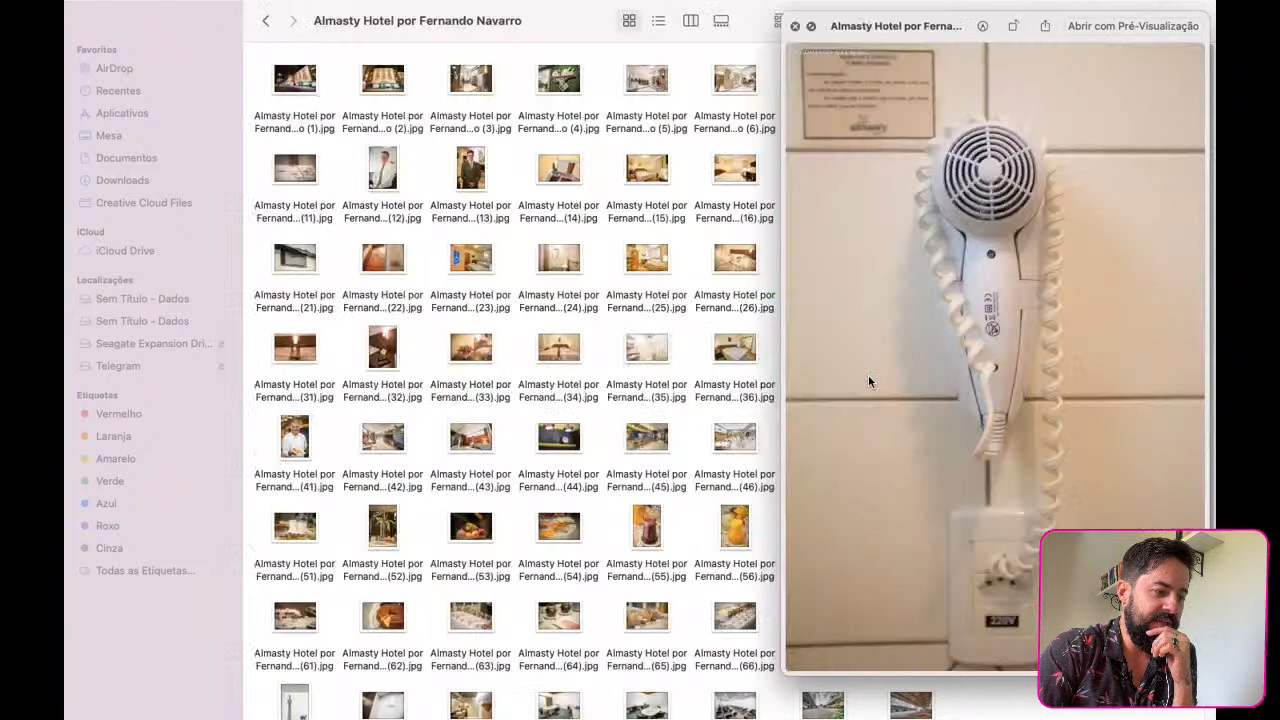 Almasty Hotel por Fernando Navarro
Almasty Hotel por Ferna...
Abrir com Pré-Visualização
Favoritos
AirDrop
Recentes
Aplicativos
Mesa
Documentos
Downloads
Creative Cloud Files
iCloud
iCloud Drive
Localizações
Sem Título - Dados
Sem Título - Dados
Seagate Expansion Dri...
Telegram
Etiquetas
Vermelho
Laranja
Amarelo
Verde
Azul
Roxo
Cinza
Todas as Etiquetas...
Almasty Hotel por Almasty Hotel por Almasty Hotel por Almasty Hotel por Almasty Hotel por Almasty Hotel por
Fernand...o (1).jpg Fernand...o (2).jpg Fernand...o (3).jpg Fernand...o (4).jpg Fernand...o (5).jpg Fernand...o (6).jpg
Almasty Hotel por Almasty Hotel por Almasty Hotel por Almasty Hotel por Almasty Hotel por Almasty Hotel por
Fernand...(11).jpg Fernand...(12).jpg Fernand...(13).jpg Fernand...(14).jpg Fernand...(15).jpg Fernand...(16).jpg
Almasty Hotel por Almasty Hotel por Almasty Hotel por Almasty Hotel por Almasty Hotel por Almasty Hotel por
Fernand...(21).jpg Fernand...(22).jpg Fernand...(23).jpg Fernand...(24).jpg Fernand...(25).jpg Fernand...(26).jpg
Almasty Hotel por Almasty Hotel por Almasty Hotel por Almasty Hotel por Almasty Hotel por Almasty Hotel por
Fernand...(31).jpg Fernand...(32).jpg Fernand...(33).jpg Fernand...(34).jpg Fernand...(35).jpg Fernand...(36).jpg
Almasty Hotel por Almasty Hotel por Almasty Hotel por Almasty Hotel por Almasty Hotel por Almasty Hotel por
Fernand...(41).jpg Fernand...(42).jpg Fernand...(43).jpg Fernand...(44).jpg Fernand...(45).jpg Fernand...(46).jpg
Almasty Hotel por Almasty Hotel por Almasty Hotel por Almasty Hotel por Almasty Hotel por Almasty Hotel por
Fernand...(51).jpg Fernand...(52).jpg Fernand...(53).jpg Fernand...(54).jpg Fernand...(55).jpg Fernand...(56).jpg
Almasty Hotel por Almasty Hotel por Almasty Hotel por Almasty Hotel por Almasty Hotel por Almasty Hotel por
Fernand...(61).jpg Fernand...(62).jpg Fernand...(63).jpg Fernand...(64).jpg Fernand...(65).jpg Fernand...(66).jpg
220V